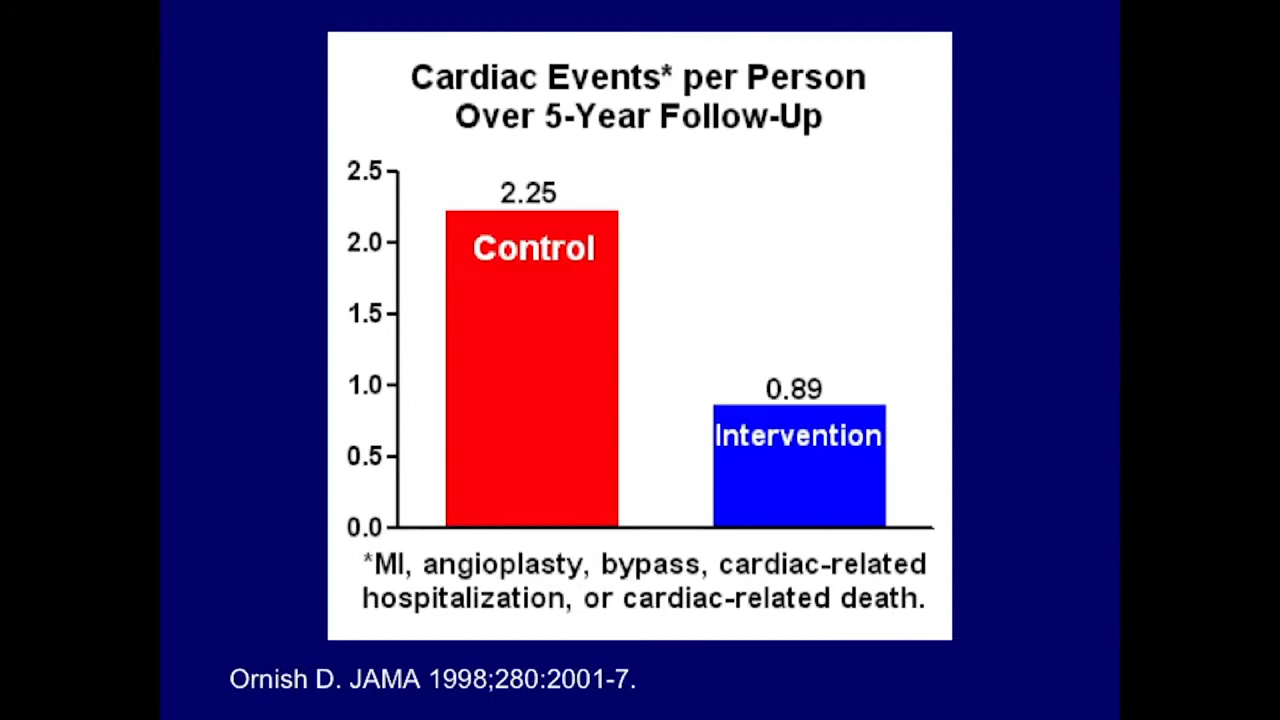 Cardiac Events* per Person
Over 5-Year Follow-Up
2.5
2.25
2.0
Control
1.5
1.0
0.89
Intervention
0.5
0.0
*MI, angioplasty, bypass, cardiac-related
hospitalization, or cardiac-related death.
Ornish D. JAMA 1998;280:2001-7.